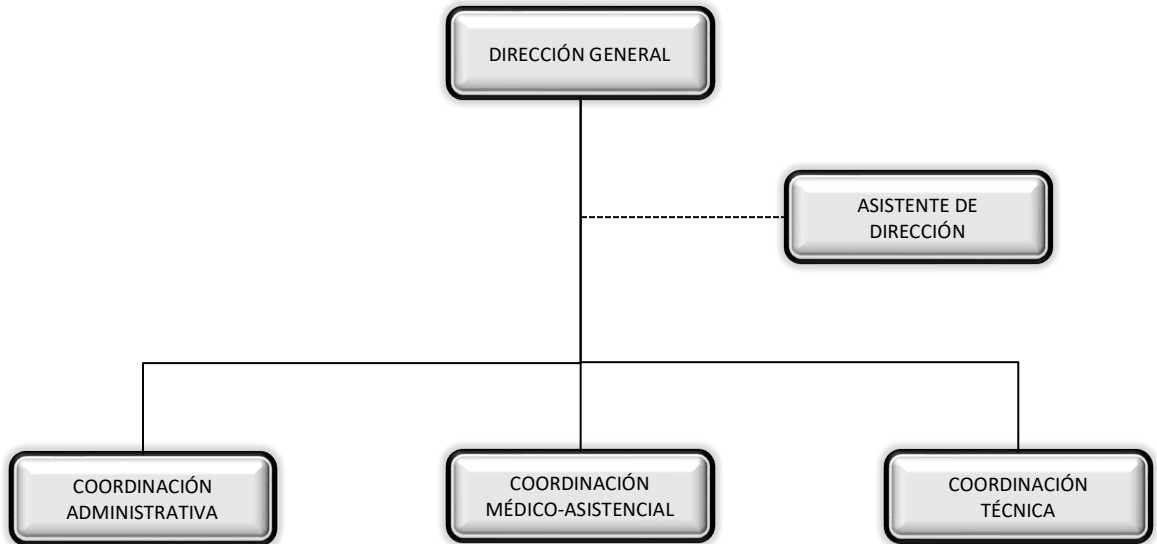 DIRECCIÓN GENERAL
ASISTENTE DE
DIRECCIÓN
COORDINACIÓN
ADMINISTRATIVA
COORDINACIÓN
MÉDICO-ASISTENCIAL
COORDINACIÓN
TÉCNICA